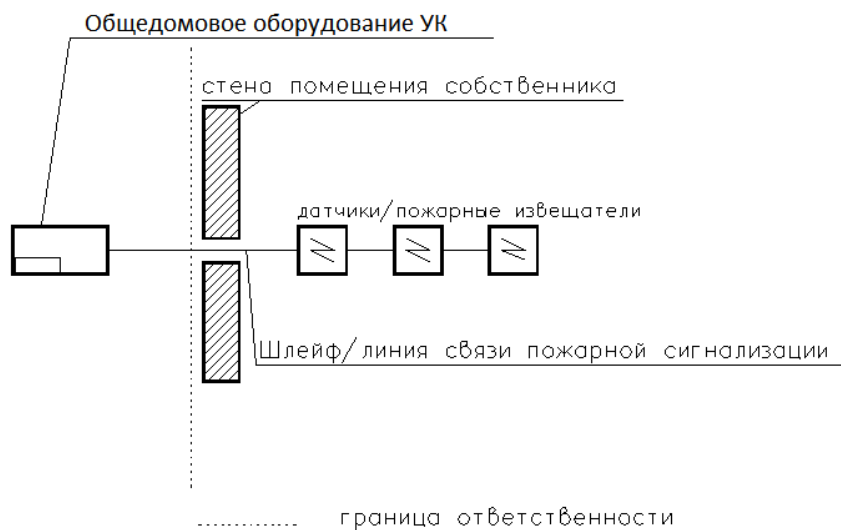 Общедомовое оборудование УК
стена помещения собственника
датчики/пожарные извещатели
Шлейф/линия связи пожарной сигнализации
граница ответственности